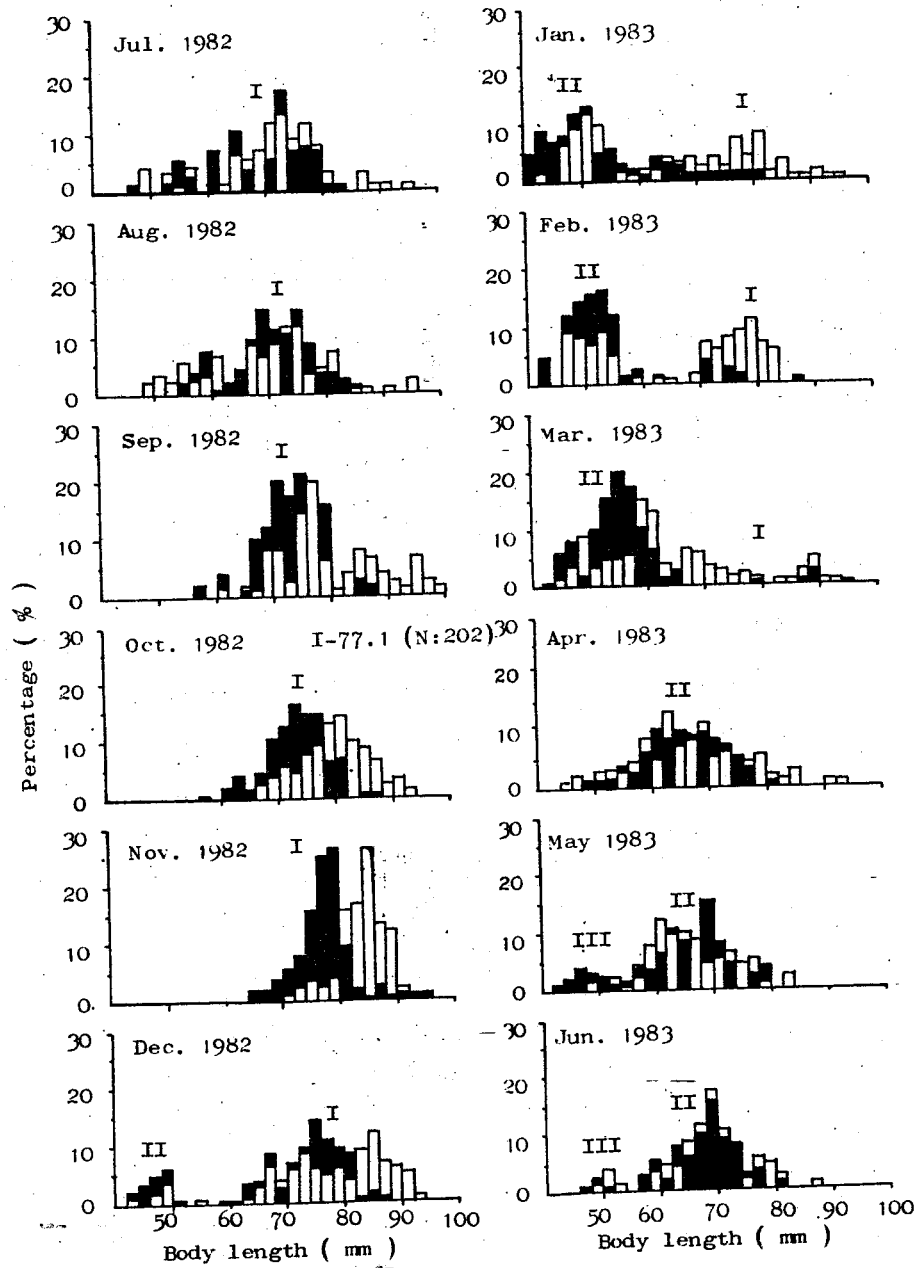 30
20
10
0
Jul. 1982
I
30
20
10
0
Aug. 1982
I
30
20
10
0
Sep. 1982
I
30
20
10
0
Oct. 1982
I-77.1 (N:202)
I
30
20
10
0
Nov. 1982
I
30
20
10
0
Dec. 1982
II
I
50
60
70
80
90
100
Body length ( mm )
Percentage ( % )
30
20
10
0
Jan. 1983
II
I
30
20
10
0
Feb. 1983
II
I
30
20
10
0
Mar. 1983
II
I
30
20
10
0
Apr. 1983
II
30
20
10
0
May 1983
III
II
30
20
10
0
Jun. 1983
III
II
50
60
70
80
90
100
Body length ( mm )